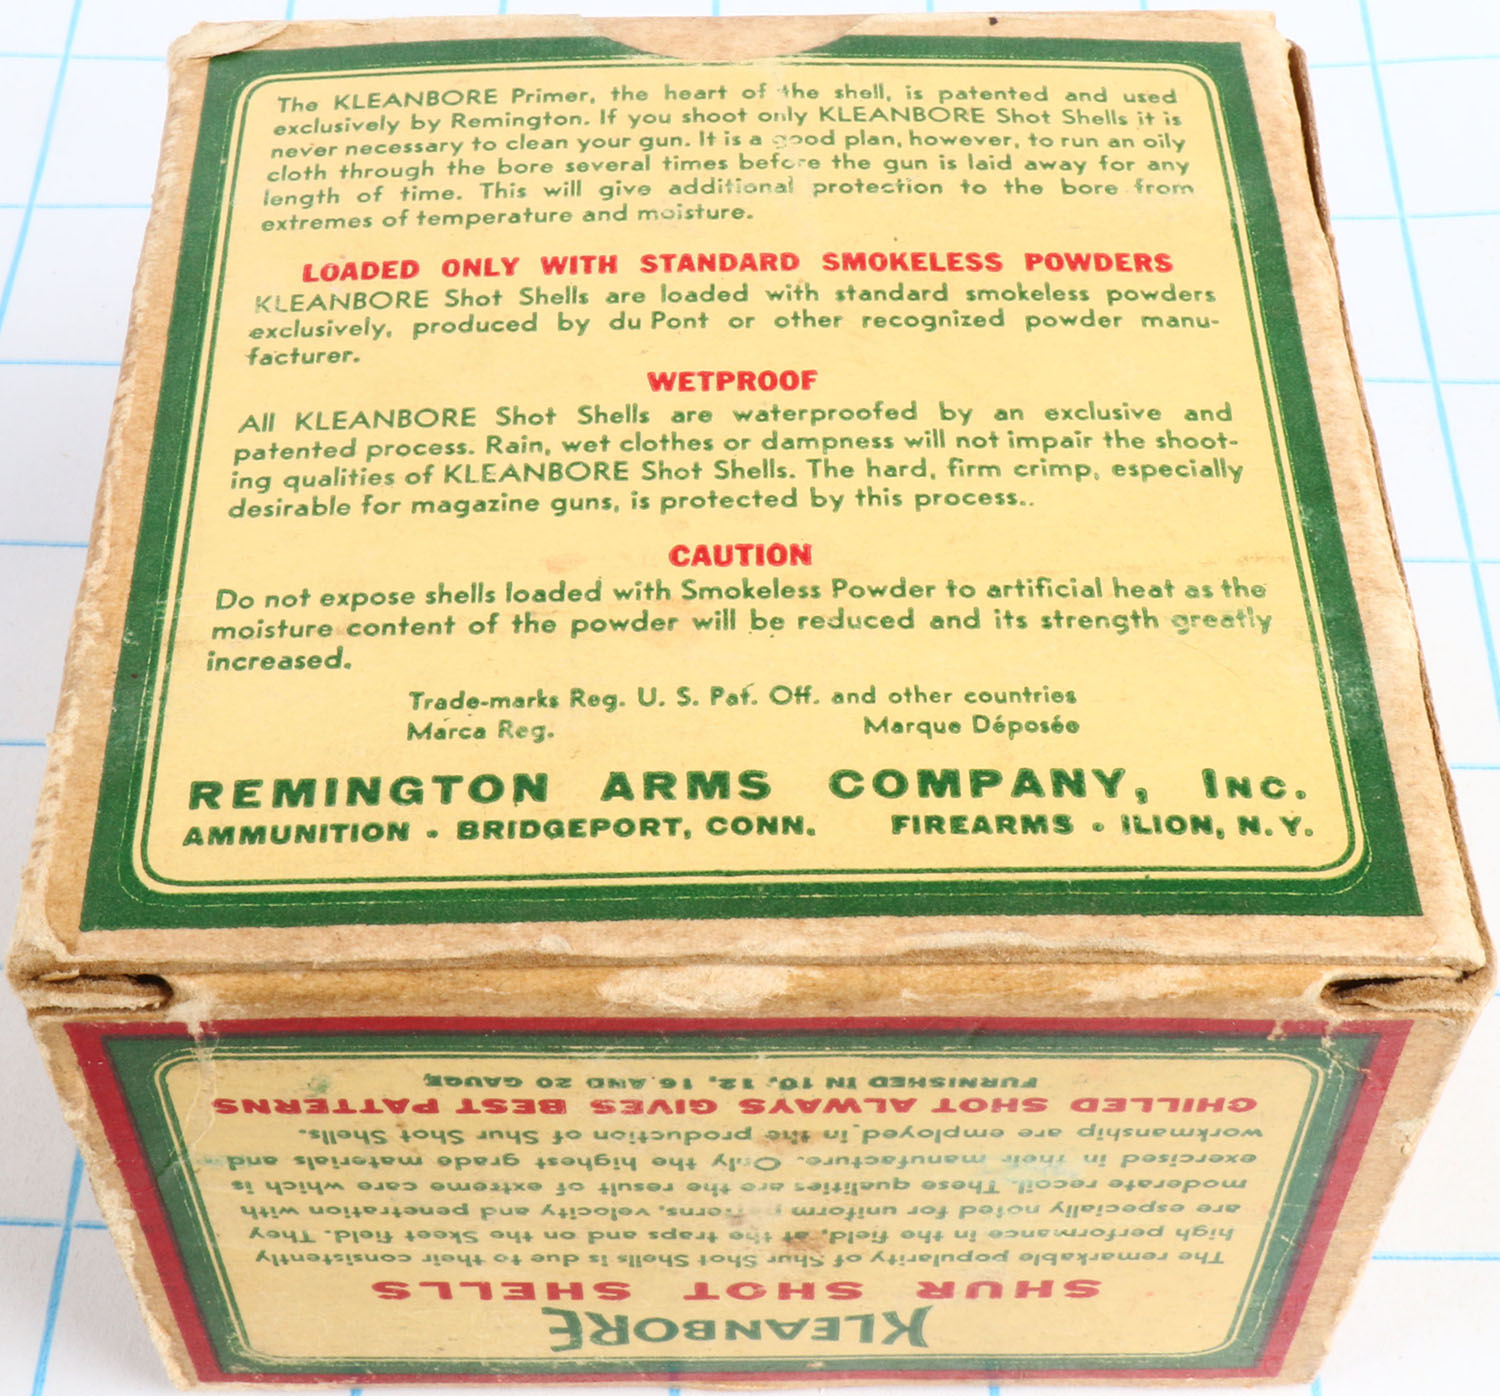 The KLEANBORE Primer, the heart of the shell, is patented and used
exclusively by Remington. If you shoot only KLEANBORE Shot Shells it is
never necessary to clean your gun. It is a good plan, however, to run an oily
cloth through the bore several times before the gun is laid away for any
length of time. This will give additional protection to the bore from
extremes of temperature and moisture.
LOADED ONLY WITH STANDARD SMOKELESS POWDERS
KLEANBORE Shot Shells are loaded with standard smokeless powders
exclusively, produced by du Pont or other recognized powder manu-
facturer.
WETPROOF
All KLEANBORE Shot Shells are waterproofed by an exclusive and
patented process. Rain, wet clothes or dampness will not impair the shoot-
ing qualities of KLEANBORE Shot Shells. The hard, firm crimp, especially
desirable for magazine guns, is protected by this process..
CAUTION
Do not expose shells loaded with Smokeless Powder to artificial heat as the
moisture content of the powder will be reduced and its strength greatly
increased.
Trade-marks Reg. U. S. Pat. Off. and other countries
Marca Reg. Marque Déposée
REMINGTON ARMS COMPANY, INC.
AMMUNITION • BRIDGEPORT, CONN. FIREARMS • ILION, N. Y.
KLEANBORE
SHUR SHOT SHELLS
The remarkable popularity of Shur Shot Shells is due to their consistently
high performance in the field, at the traps and on the Skeet field. They
are especially noted for uniform patterns, velocity and penetration with
moderate recoil. These qualities are the result of extreme care which is
exercised in their manufacture. Only the highest grade materials and
workmanship are employed in the production of Shur Shot Shells.
CHILLED SHOT ALWAYS GIVES BEST PATTERNS
FURNISHED IN 10, 12, 16 AND 20 GAUGE